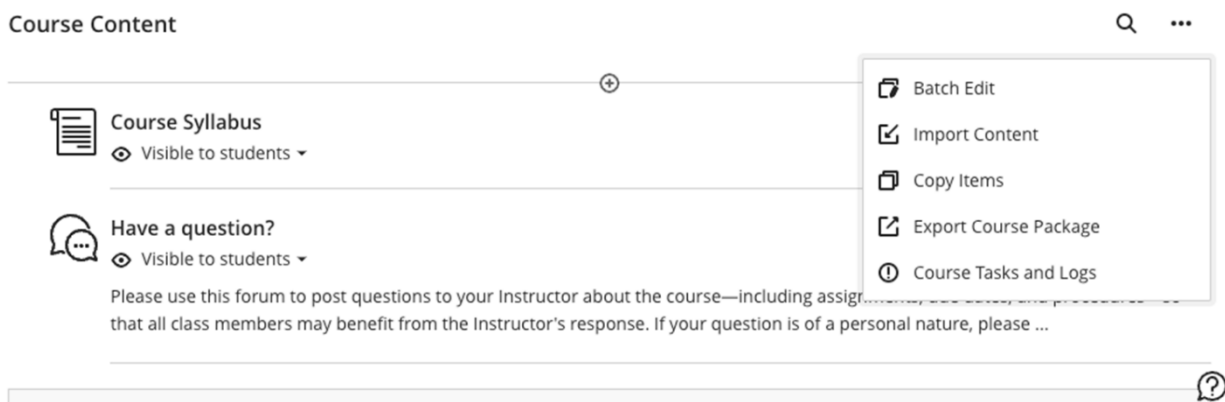 Course Content
Batch Edit
Import Content
Copy Items
Export Course Package
Course Tasks and Logs
Course Syllabus
Visible to students
Have a question?
Visible to students
Please use this forum to post questions to your Instructor about the course—including
that all class members may benefit from the Instructor's response. If your question is of a personal nature, please ...